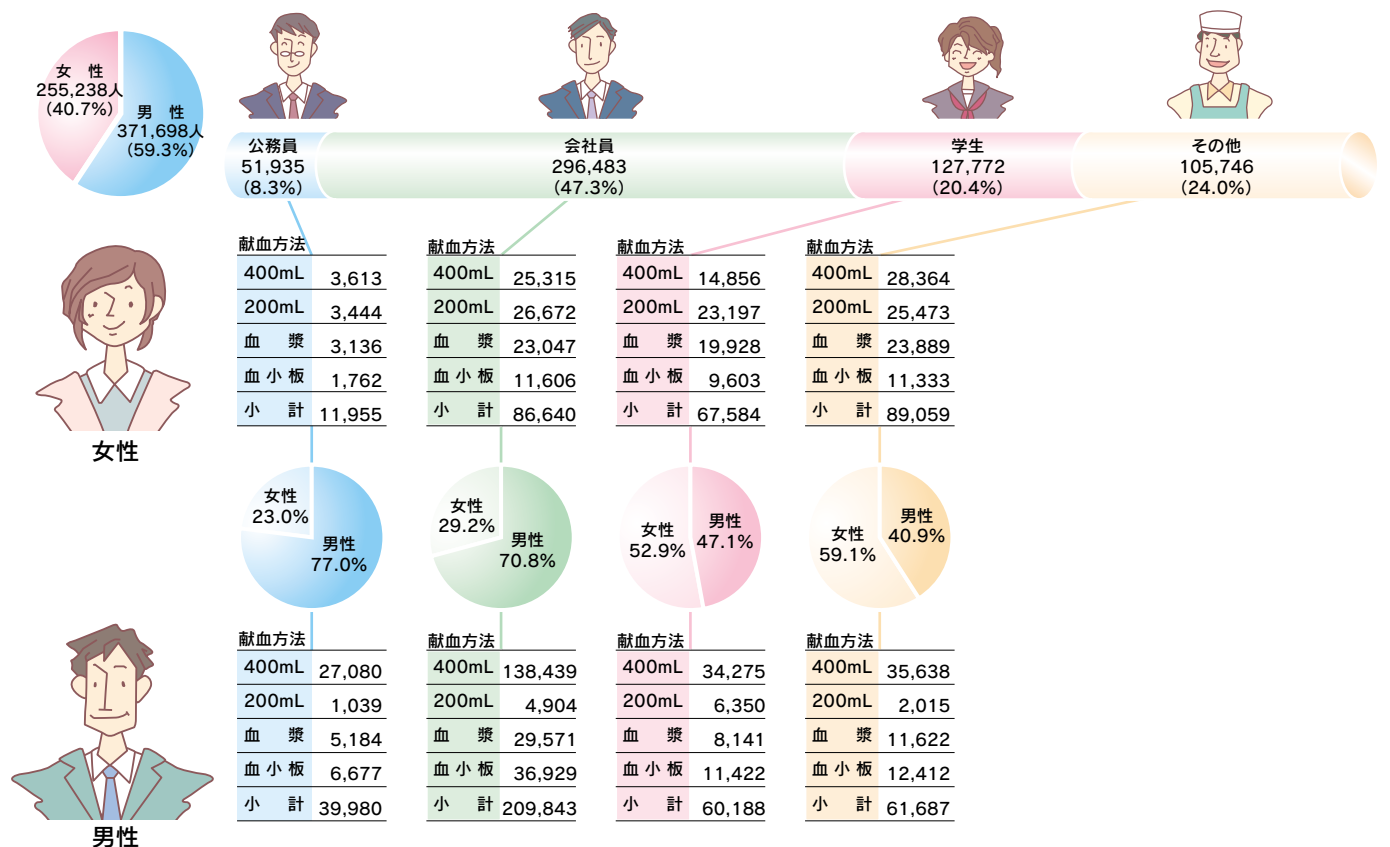 女性
255,238人
(40.7%)
男性
371,698人
(59.3%)
公務員
51,935
(8.3%)
会社員
296,483
(47.3%)
学生
127,772
(20.4%)
その他
105,746
(24.0%)
女性
献血方法
400mL 3,613
200mL 3,444
血漿 3,136
血小板 1,762
小計 11,955
献血方法
400mL 25,315
200mL 26,672
血漿 23,047
血小板 11,606
小計 86,640
献血方法
400mL 14,856
200mL 23,197
血漿 19,928
血小板 9,603
小計 67,584
献血方法
400mL 28,364
200mL 25,473
血漿 23,889
血小板 11,333
小計 89,059
女性
23.0%
男性
77.0%
女性
29.2%
男性
70.8%
女性
52.9%
男性
47.1%
女性
59.1%
男性
40.9%
男性
献血方法
400mL 27,080
200mL 1,039
血漿 5,184
血小板 6,677
小計 39,980
献血方法
400mL 138,439
200mL 4,904
血漿 29,571
血小板 36,929
小計 209,843
献血方法
400mL 34,275
200mL 6,350
血漿 8,141
血小板 11,422
小計 60,188
献血方法
400mL 35,638
200mL 2,015
血漿 11,622
血小板 12,412
小計 61,687